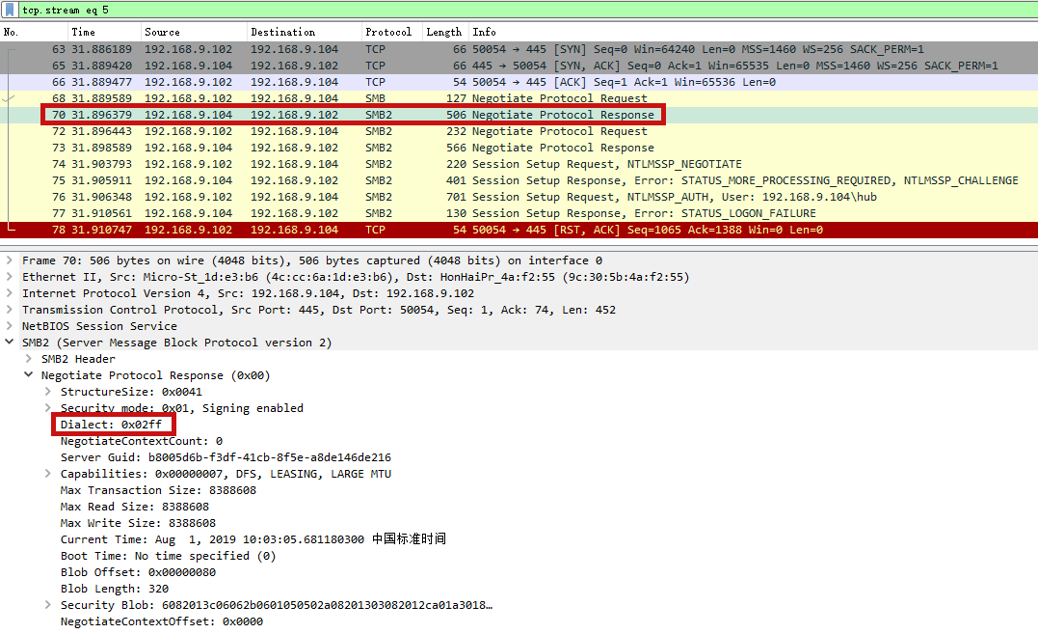 tcp.stream eq 5
No. Time Source Destination Protocol Length Info
63 31.886189 192.168.9.102 192.168.9.104 TCP 66 50054 → 445 [SYN] Seq=0 Win=64240 Len=0 MSS=1460 WS=256 SACK_PERM=1
65 31.889420 192.168.9.104 192.168.9.102 TCP 66 445 → 50054 [SYN, ACK] Seq=0 Ack=1 Win=65535 Len=0 MSS=1460 WS=256 SACK_PERM=1
66 31.889477 192.168.9.102 192.168.9.104 TCP 54 50054 → 445 [ACK] Seq=1 Ack=1 Win=65536 Len=0
68 31.889589 192.168.9.102 192.168.9.104 SMB 127 Negotiate Protocol Request
70 31.896379 192.168.9.104 192.168.9.102 SMB2 506 Negotiate Protocol Response
72 31.896443 192.168.9.102 192.168.9.104 SMB2 232 Negotiate Protocol Request
73 31.898589 192.168.9.104 192.168.9.102 SMB2 566 Negotiate Protocol Response
74 31.903793 192.168.9.102 192.168.9.104 SMB2 220 Session Setup Request, NTLMSSP_NEGOTIATE
75 31.905911 192.168.9.104 192.168.9.102 SMB2 401 Session Setup Response, Error: STATUS_MORE_PROCESSING_REQUIRED, NTLMSSP_CHALLENGE
76 31.906348 192.168.9.102 192.168.9.104 SMB2 701 Session Setup Request, NTLMSSP_AUTH, User: 192.168.9.104\hub
77 31.910561 192.168.9.104 192.168.9.102 SMB2 130 Session Setup Response, Error: STATUS_LOGON_FAILURE
78 31.910747 192.168.9.102 192.168.9.104 TCP 54 50054 → 445 [RST, ACK] Seq=1065 Ack=1388 Win=0 Len=0
Frame 70: 506 bytes on wire (4048 bits), 506 bytes captured (4048 bits) on interface 0
Ethernet II, Src: Micro-St_1d:e3:b6 (4c:cc:6a:1d:e3:b6), Dst: HonHaiPr_4a:f2:55 (9c:30:5b:4a:f2:55)
Internet Protocol Version 4, Src: 192.168.9.104, Dst: 192.168.9.102
Transmission Control Protocol, Src Port: 445, Dst Port: 50054, Seq: 1, Ack: 74, Len: 452
NetBIOS Session Service
SMB2 (Server Message Block Protocol version 2)
SMB2 Header
Negotiate Protocol Response (0x00)
StructureSize: 0x0041
Security mode: 0x01, Signing enabled
Dialect: 0x02ff
NegotiateContextCount: 0
Server Guid: b8005d6b-f3df-41cb-8f5e-a8de146de216
Capabilities: 0x00000007, DFS, LEASING, LARGE MTU
Max Transaction Size: 8388608
Max Read Size: 8388608
Max Write Size: 8388608
Current Time: Aug 1, 2019 10:03:05.681180300 中国标准时间
Boot Time: No time specified (0)
Blob Offset: 0x00000080
Blob Length: 320
Security Blob: 6082013c06062b0601050502a08201303082012ca01a3018…
NegotiateContextOffset: 0x0000